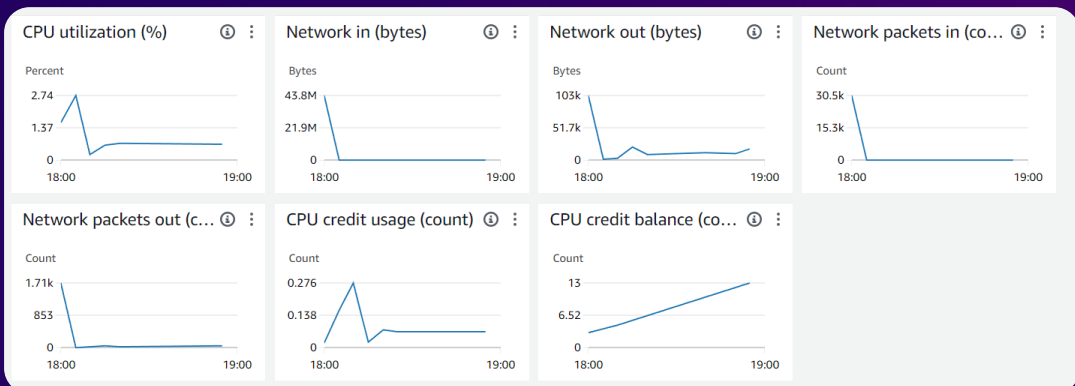 CPU utilization (%)
Percent
2.74
1.37
0
18:00 19:00
Network in (bytes)
Bytes
43.8M
21.9M
0
18:00 19:00
Network out (bytes)
Bytes
103k
51.7k
0
18:00 19:00
Network packets in (co...
Count
30.5k
15.3k
0
18:00 19:00
Network packets out (c...
Count
1.71k
853
0
18:00 19:00
CPU credit usage (count)
Count
0.276
0.138
0
18:00 19:00
CPU credit balance (co...
Count
13
6.52
0
18:00 19:00